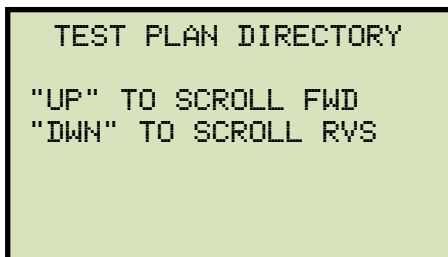 TEST PLAN DIRECTORY
"UP" TO SCROLL FWD
"DWN" TO SCROLL RVS